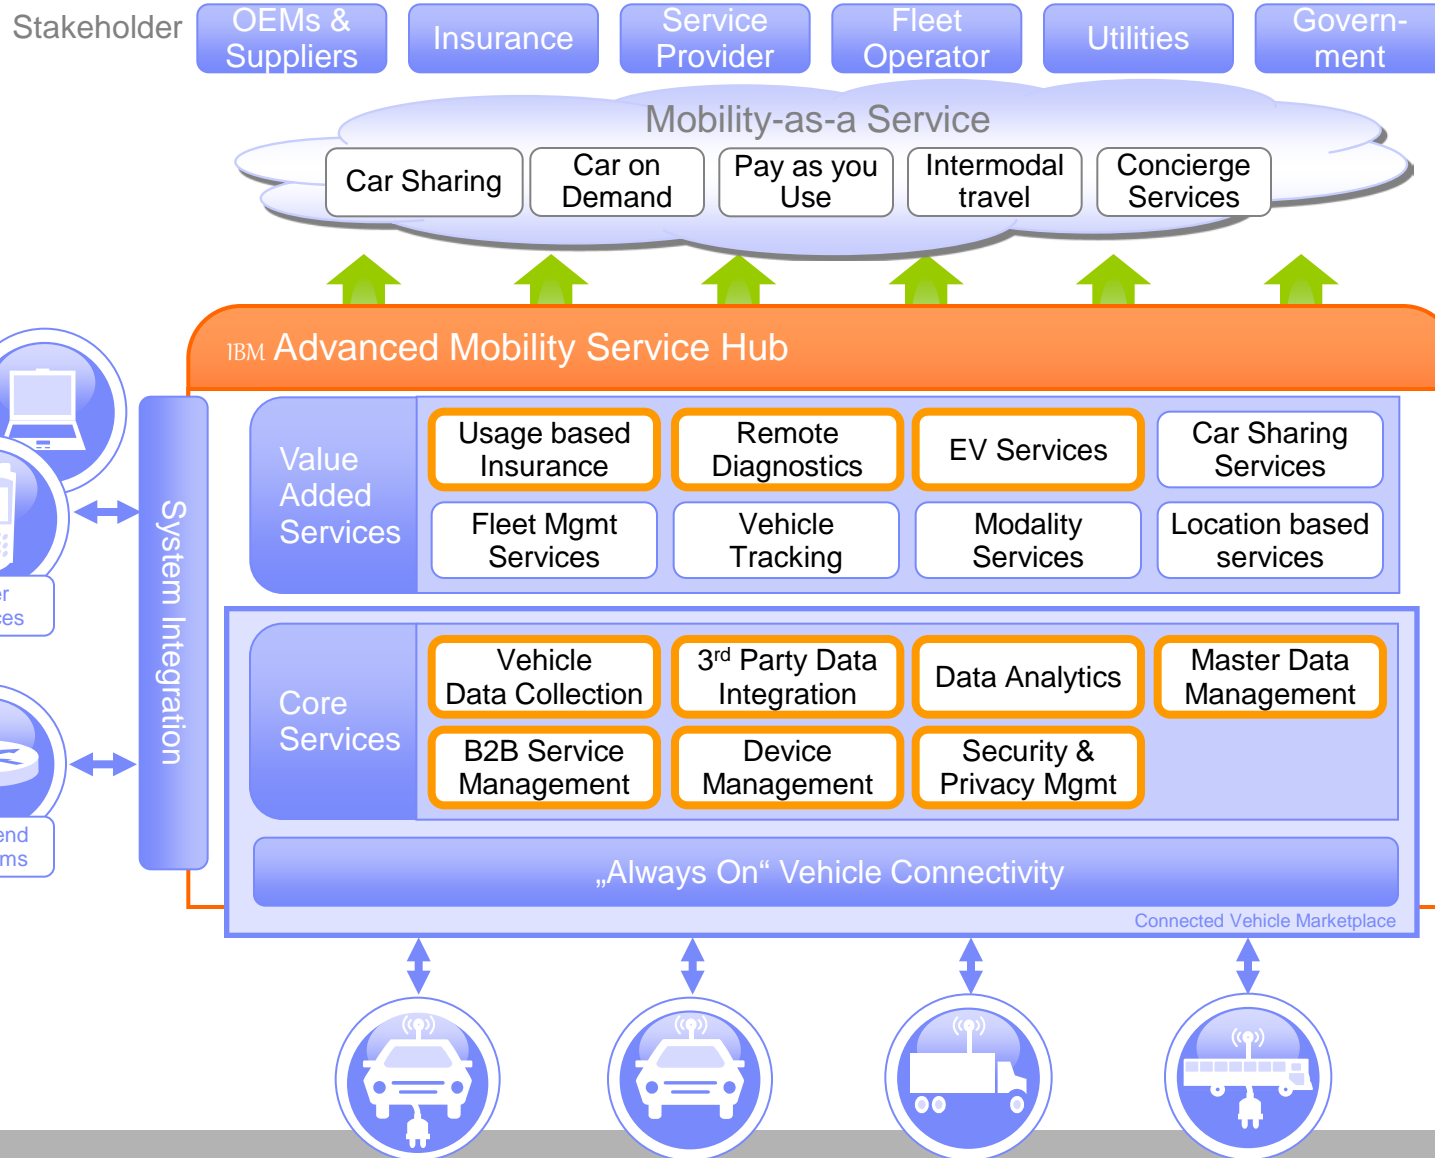 Stakeholder
OEMs &
Suppliers
Insurance
Service
Provider
Fleet
Operator
Utilities
Govern-
ment
Mobility-as-a Service
Car Sharing
Car on
Demand
Pay as you
Use
Intermodal
travel
Concierge
Services
IBM Advanced Mobility Service Hub
System Integration
Value
Added
Services
Usage based
Insurance
Remote
Diagnostics
EV Services
Car Sharing
Services
Fleet Mgmt
Services
Vehicle
Tracking
Modality
Services
Location based
services
Core
Services
Vehicle
Data Collection
3rd Party Data
Integration
Data Analytics
Master Data
Management
B2B Service
Management
Device
Management
Security &
Privacy Mgmt
„Always On“ Vehicle Connectivity
Connected Vehicle Marketplace